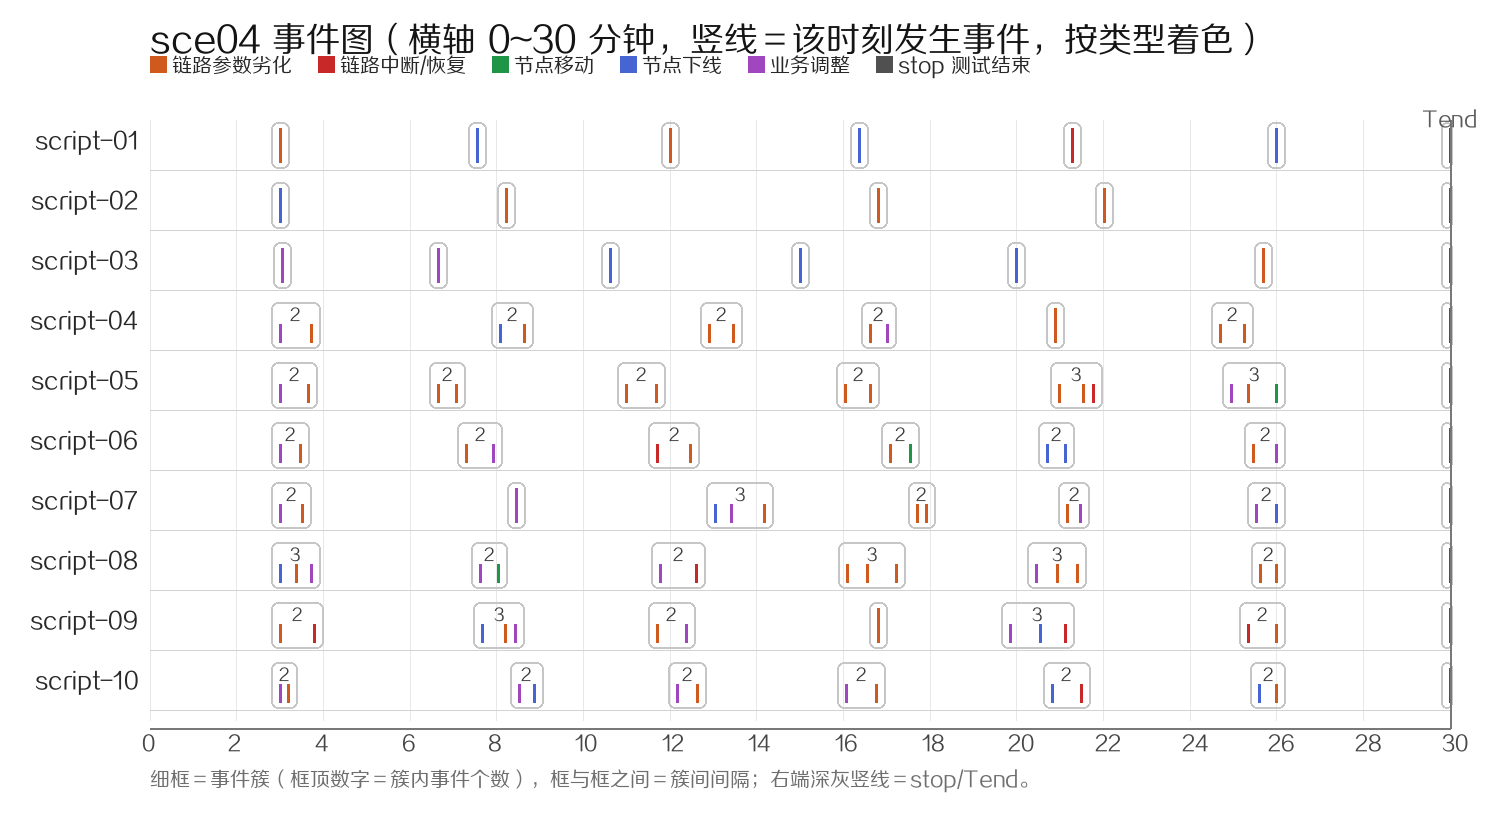 sce04 事件图（横轴 0~30 分钟，竖线＝该时刻发生事件，按类型着色）
链路参数劣化 链路中断/恢复 节点移动 节点下线 业务调整 stop 测试结束
Tend
script-01
script-02
script-03
script-04 2 2 2 2 2
script-05 2 2 2 2 3 3
script-06 2 2 2 2 2 2
script-07 2 3 2 2 2
script-08 3 2 2 3 3 2
script-09 2 3 2 3 2
script-10 2 2 2 2 2 2
0 2 4 6 8 10 12 14 16 18 20 22 24 26 28 30
细框＝事件簇（框顶数字＝簇内事件个数），框与框之间＝簇间间隔；右端深灰竖线＝stop/Tend。